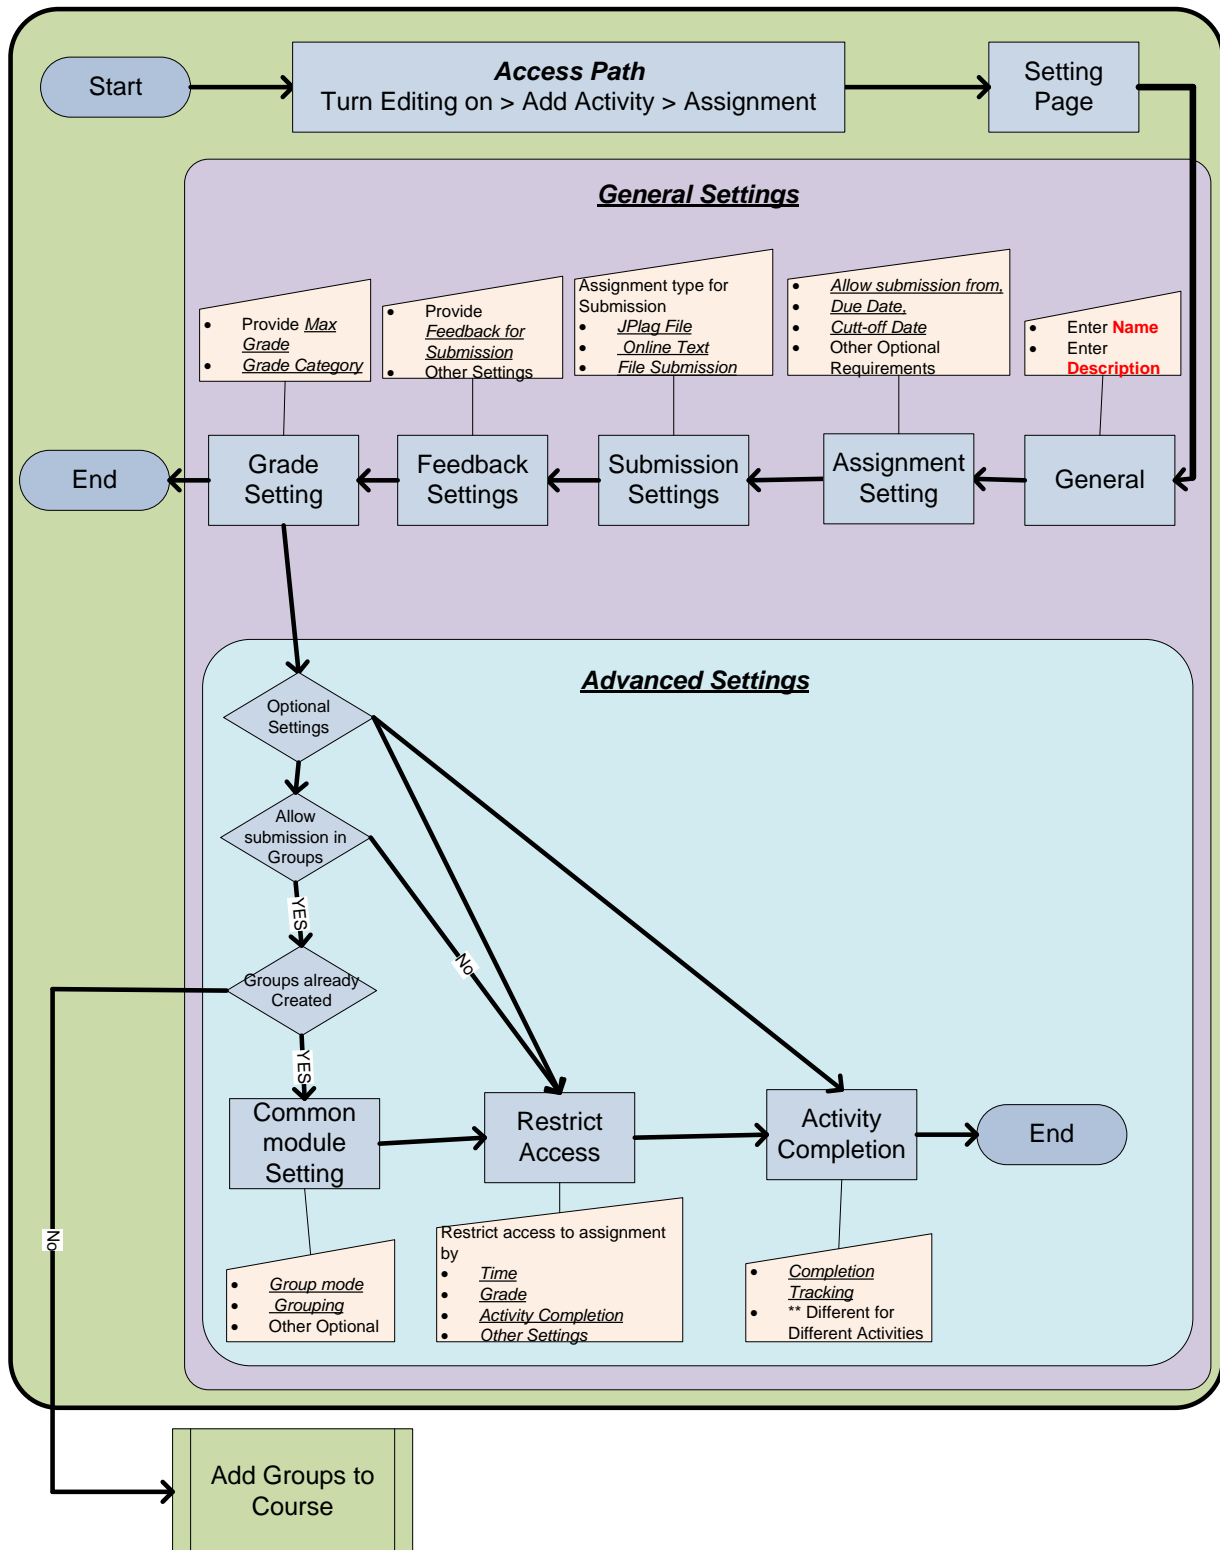 Start
Access Path
Turn Editing on > Add Activity > Assignment
Setting
Page
General Settings
• Provide Max
Grade
• Grade Category
• Provide
Feedback for
Submission
• Other Settings
Assignment type for
Submission
• JPlag File
• Online Text
• File Submission
• Allow submission from,
• Due Date,
• Cutt-off Date
• Other Optional
Requirements
• Enter Name
• Enter
Description
End
Grade
Setting
Feedback
Settings
Submission
Settings
Assignment
Setting
General
Advanced Settings
Optional
Settings
Allow
submission in
Groups
YES
No
Groups already
Created
YES
No
Common
module
Setting
Restrict
Access
Activity
Completion
End
• Group mode
• Grouping
• Other Optional
Restrict access to assignment
by
• Time
• Grade
• Activity Completion
• Other Settings
• Completion
Tracking
• ** Different for
Different Activities
Add Groups to
Course